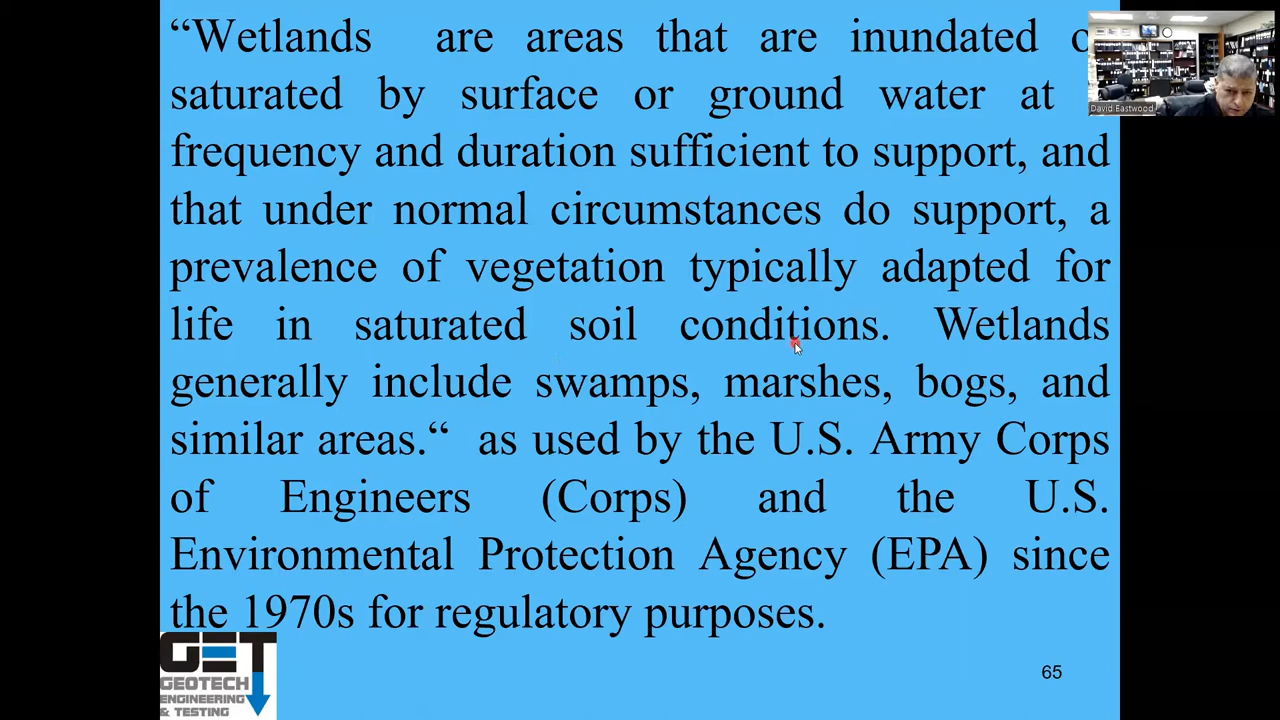 “Wetlands are areas that are inundated
saturated by surface or ground water at
frequency and duration sufficient to support, and
that under normal circumstances do support, a
prevalence of vegetation typically adapted for
life in saturated soil conditions. Wetlands
generally include swamps, marshes, bogs, and
similar areas.“ as used by the U.S. Army Corps
of Engineers (Corps) and the U.S.
Environmental Protection Agency (EPA) since
the 1970s for regulatory purposes.
David Eastwood
GET
GEOTECH
ENGINEERING
& TESTING
65